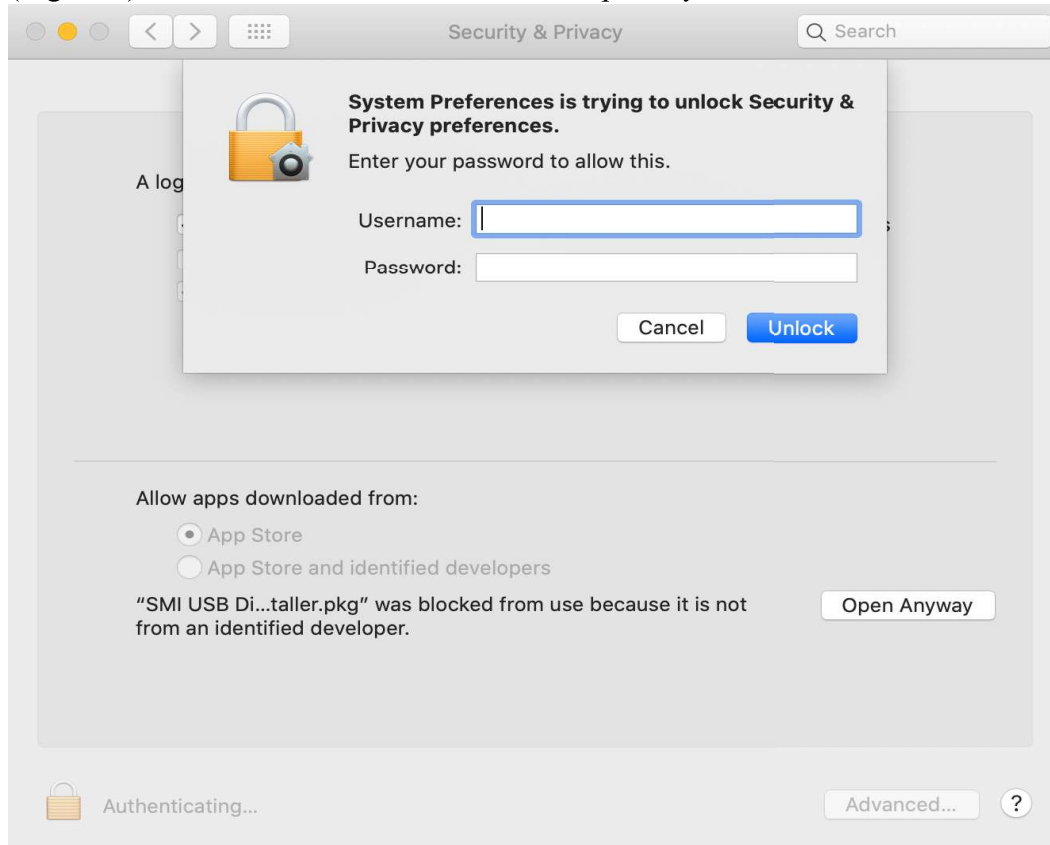 Security & Privacy
Search
System Preferences is trying to unlock Security &
Privacy preferences.
Enter your password to allow this.
A log
Username:
s
Password:
Cancel
Unlock
Allow apps downloaded from:
App Store
App Store and identified developers
"SMI USB Di...taller.pkg" was blocked from use because it is not
from an identified developer.
Open Anyway
Authenticating...
Advanced...
?